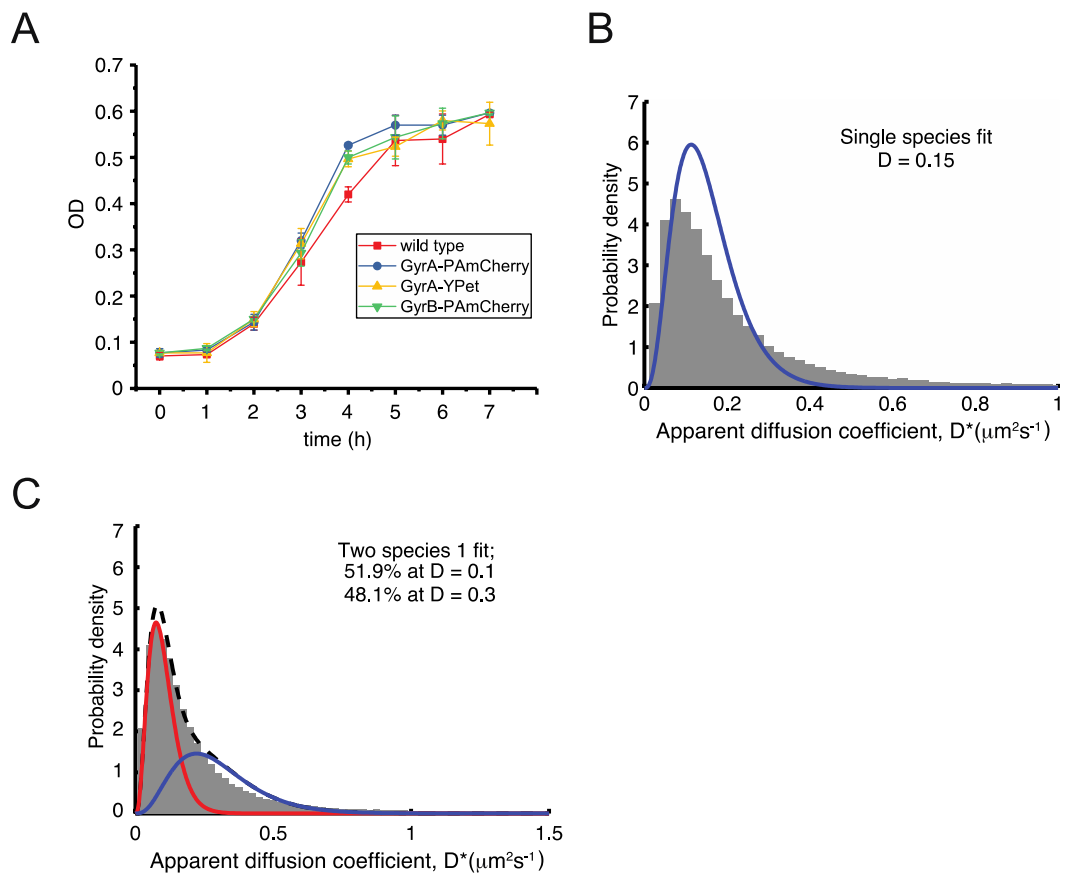 A
OD
0.7
0.6
0.5
0.4
0.3
0.2
0.1
0
0 1 2 3 4 5 6 7
time (h)
wild type
GyrA-PAmCherry
GyrA-YPet
GyrB-PAmCherry
B
Probability density
7
6
5
4
3
2
1
0
0 0.2 0.4 0.6 0.8 1
Apparent diffusion coefficient, D*(μm²s⁻¹)
Single species fit
D = 0.15
C
Probability density
7
6
5
4
3
2
1
0
0 0.5 1 1.5
Apparent diffusion coefficient, D*(μm²s⁻¹)
Two species 1 fit;
51.9% at D = 0.1
48.1% at D = 0.3